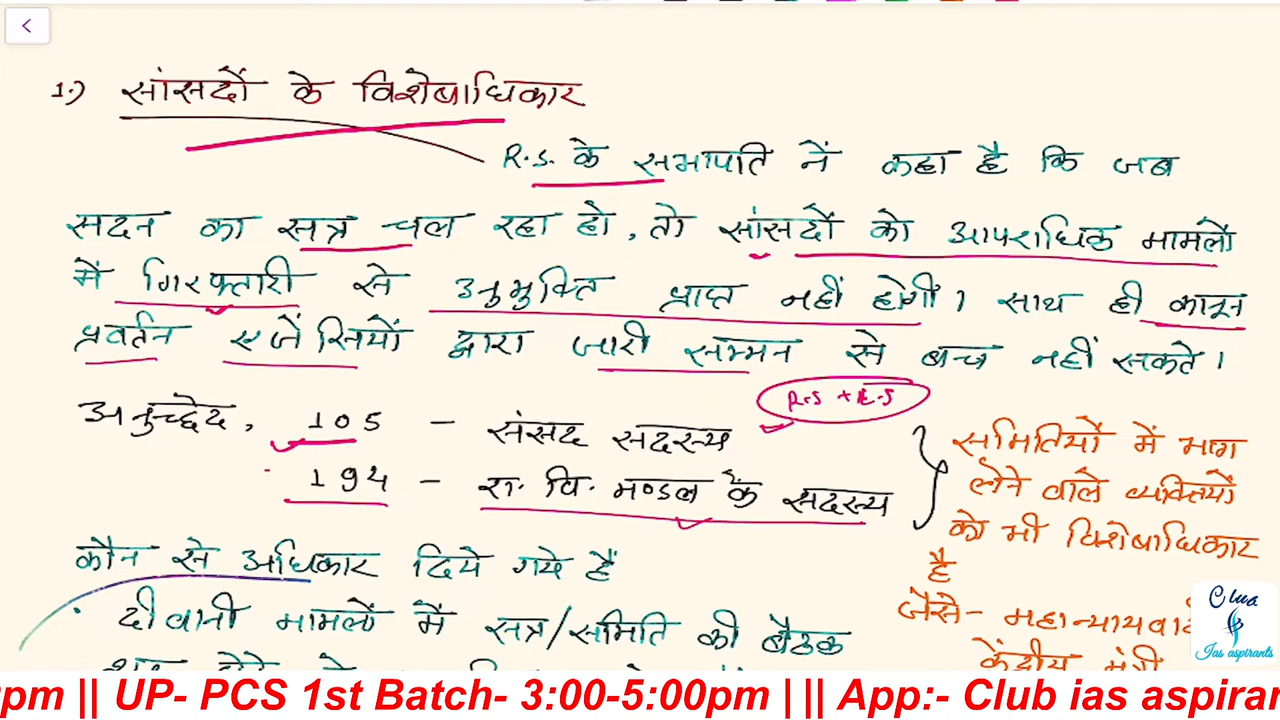 1.) सांसदों के विशेषाधिकार
R.S. के सभापति नें कहा है कि जब
सदन का सत्र चल रहा हो, तो सांसदों को आपराधिक मामलों
में गिरफ्तारी से उनुमुक्ति प्राप्त नहीं होगी। साथ ही कानून
प्रवर्तन एजेंसियों द्वारा जारी सम्मन से बच नहीं सकते।
R.S + L.S
अनुच्छेद, 105 - संसद सदस्य
194 - रा. वि. मण्डल के सदस्य
समितियों में भाग
लेने वाले व्यक्तियों
को भी विशेषाधिकार
है
जैसे- महान्यायवादि
केंद्रीय मंत्री
कौन से अधिकार दिये गये हैं
दीवानी मामलों में सत्र/समिति की बैठक
Club
Ias aspirants
0pm || UP- PCS 1st Batch- 3:00-5:00pm | || App:- Club ias aspiran